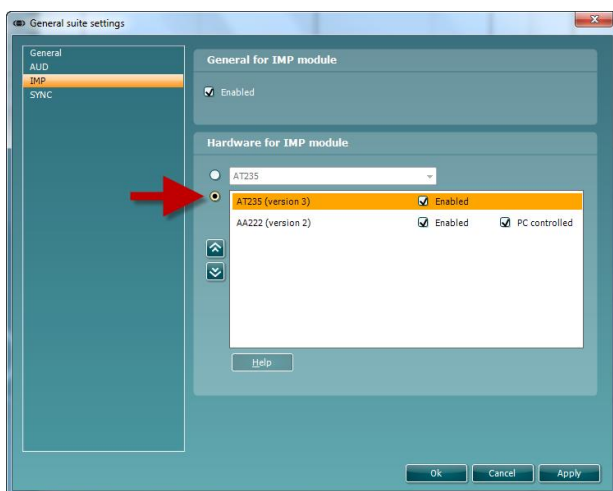 General suite settings
General
AUD
IMP
SYNC
General for IMP module
Enabled
Hardware for IMP module
AT235
AT235 (version 3) Enabled
AA222 (version 2) Enabled PC controlled
Help
Ok Cancel Apply